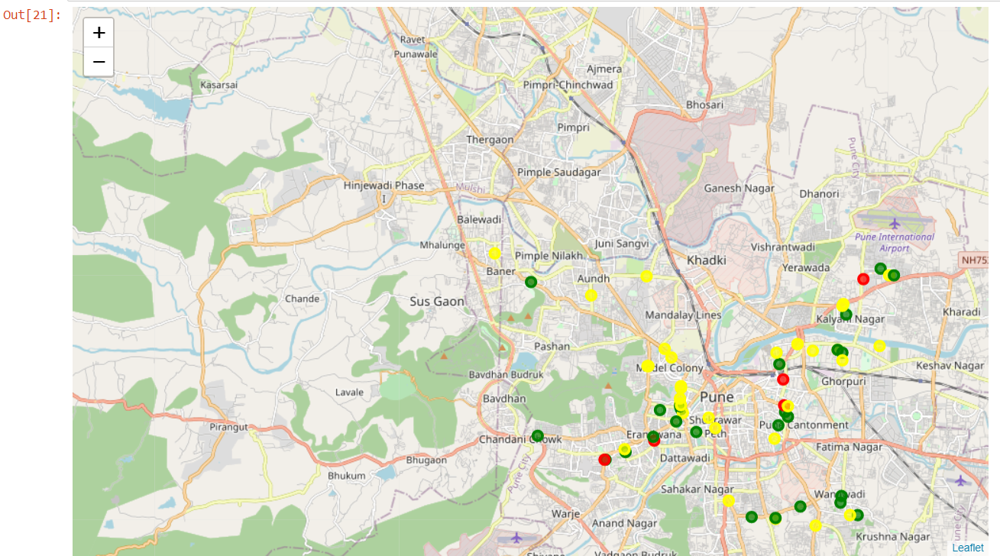 Out[21]:
+
−
Ravet
Punawale
Kasarsai
Ajmera
Pimpri-Chinchwad
Bhosari
Pimpri
Thergaon
Pune City
Pimple Saudagar
Hinjewadi Phase
I
Mulshi
Ganesh Nagar
Dhanori
Balewadi
Mhalunge
Juni Sangvi
Pune International
Airport
Vishrantwadi
Pimple Nilakh
Khadki
NH75
Baner
Yerawada
Aundh
Chande
Sus Gaon
Mandalay Lines
Kalyani Nagar
Kharadi
Pashan
Model Colony
Keshav Nagar
Bavdhan Budruk
Ghorpuri
Lavale
Bavdhan
Pune
Shukrawar
Peth
Pune Cantonment
Pirangut
Chandani Chowk
Erandwana
Fatima Nagar
Bhugaon
Dattawadi
Bhukum
Pune City
Sahakar Nagar
Wanwadi
Warje
Anand Nagar
Krushna Nagar
Pune City
Shivane
Vadgaon Budruk
Leaflet